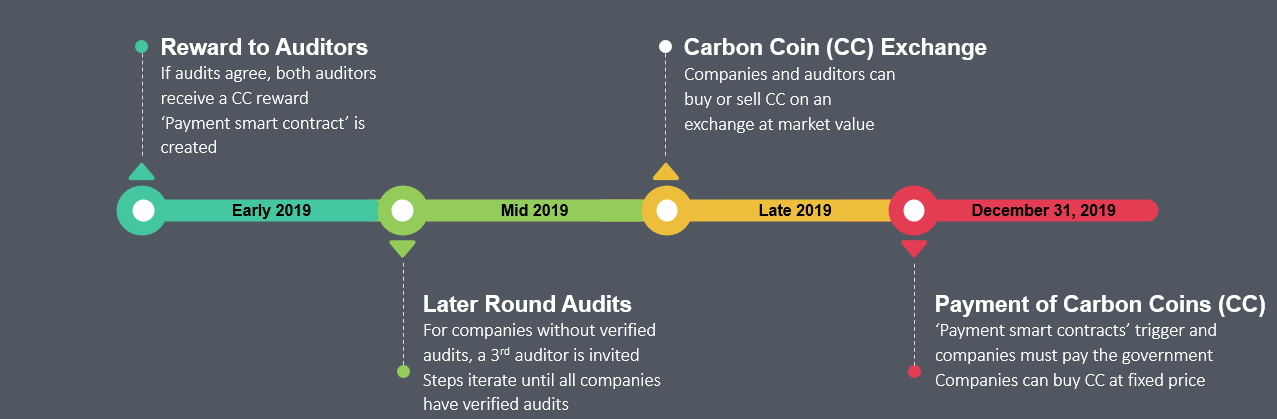 Reward to Auditors
If audits agree, both auditors
receive a CC reward
‘Payment smart contract’ is
created
Carbon Coin (CC) Exchange
Companies and auditors can
buy or sell CC on an
exchange at market value
Early 2019
Mid 2019
Late 2019
December 31, 2019
Later Round Audits
For companies without verified
audits, a 3rd auditor is invited
Steps iterate until all companies
have verified audits
Payment of Carbon Coins (CC)
‘Payment smart contracts’ trigger and
companies must pay the government
Companies can buy CC at fixed price